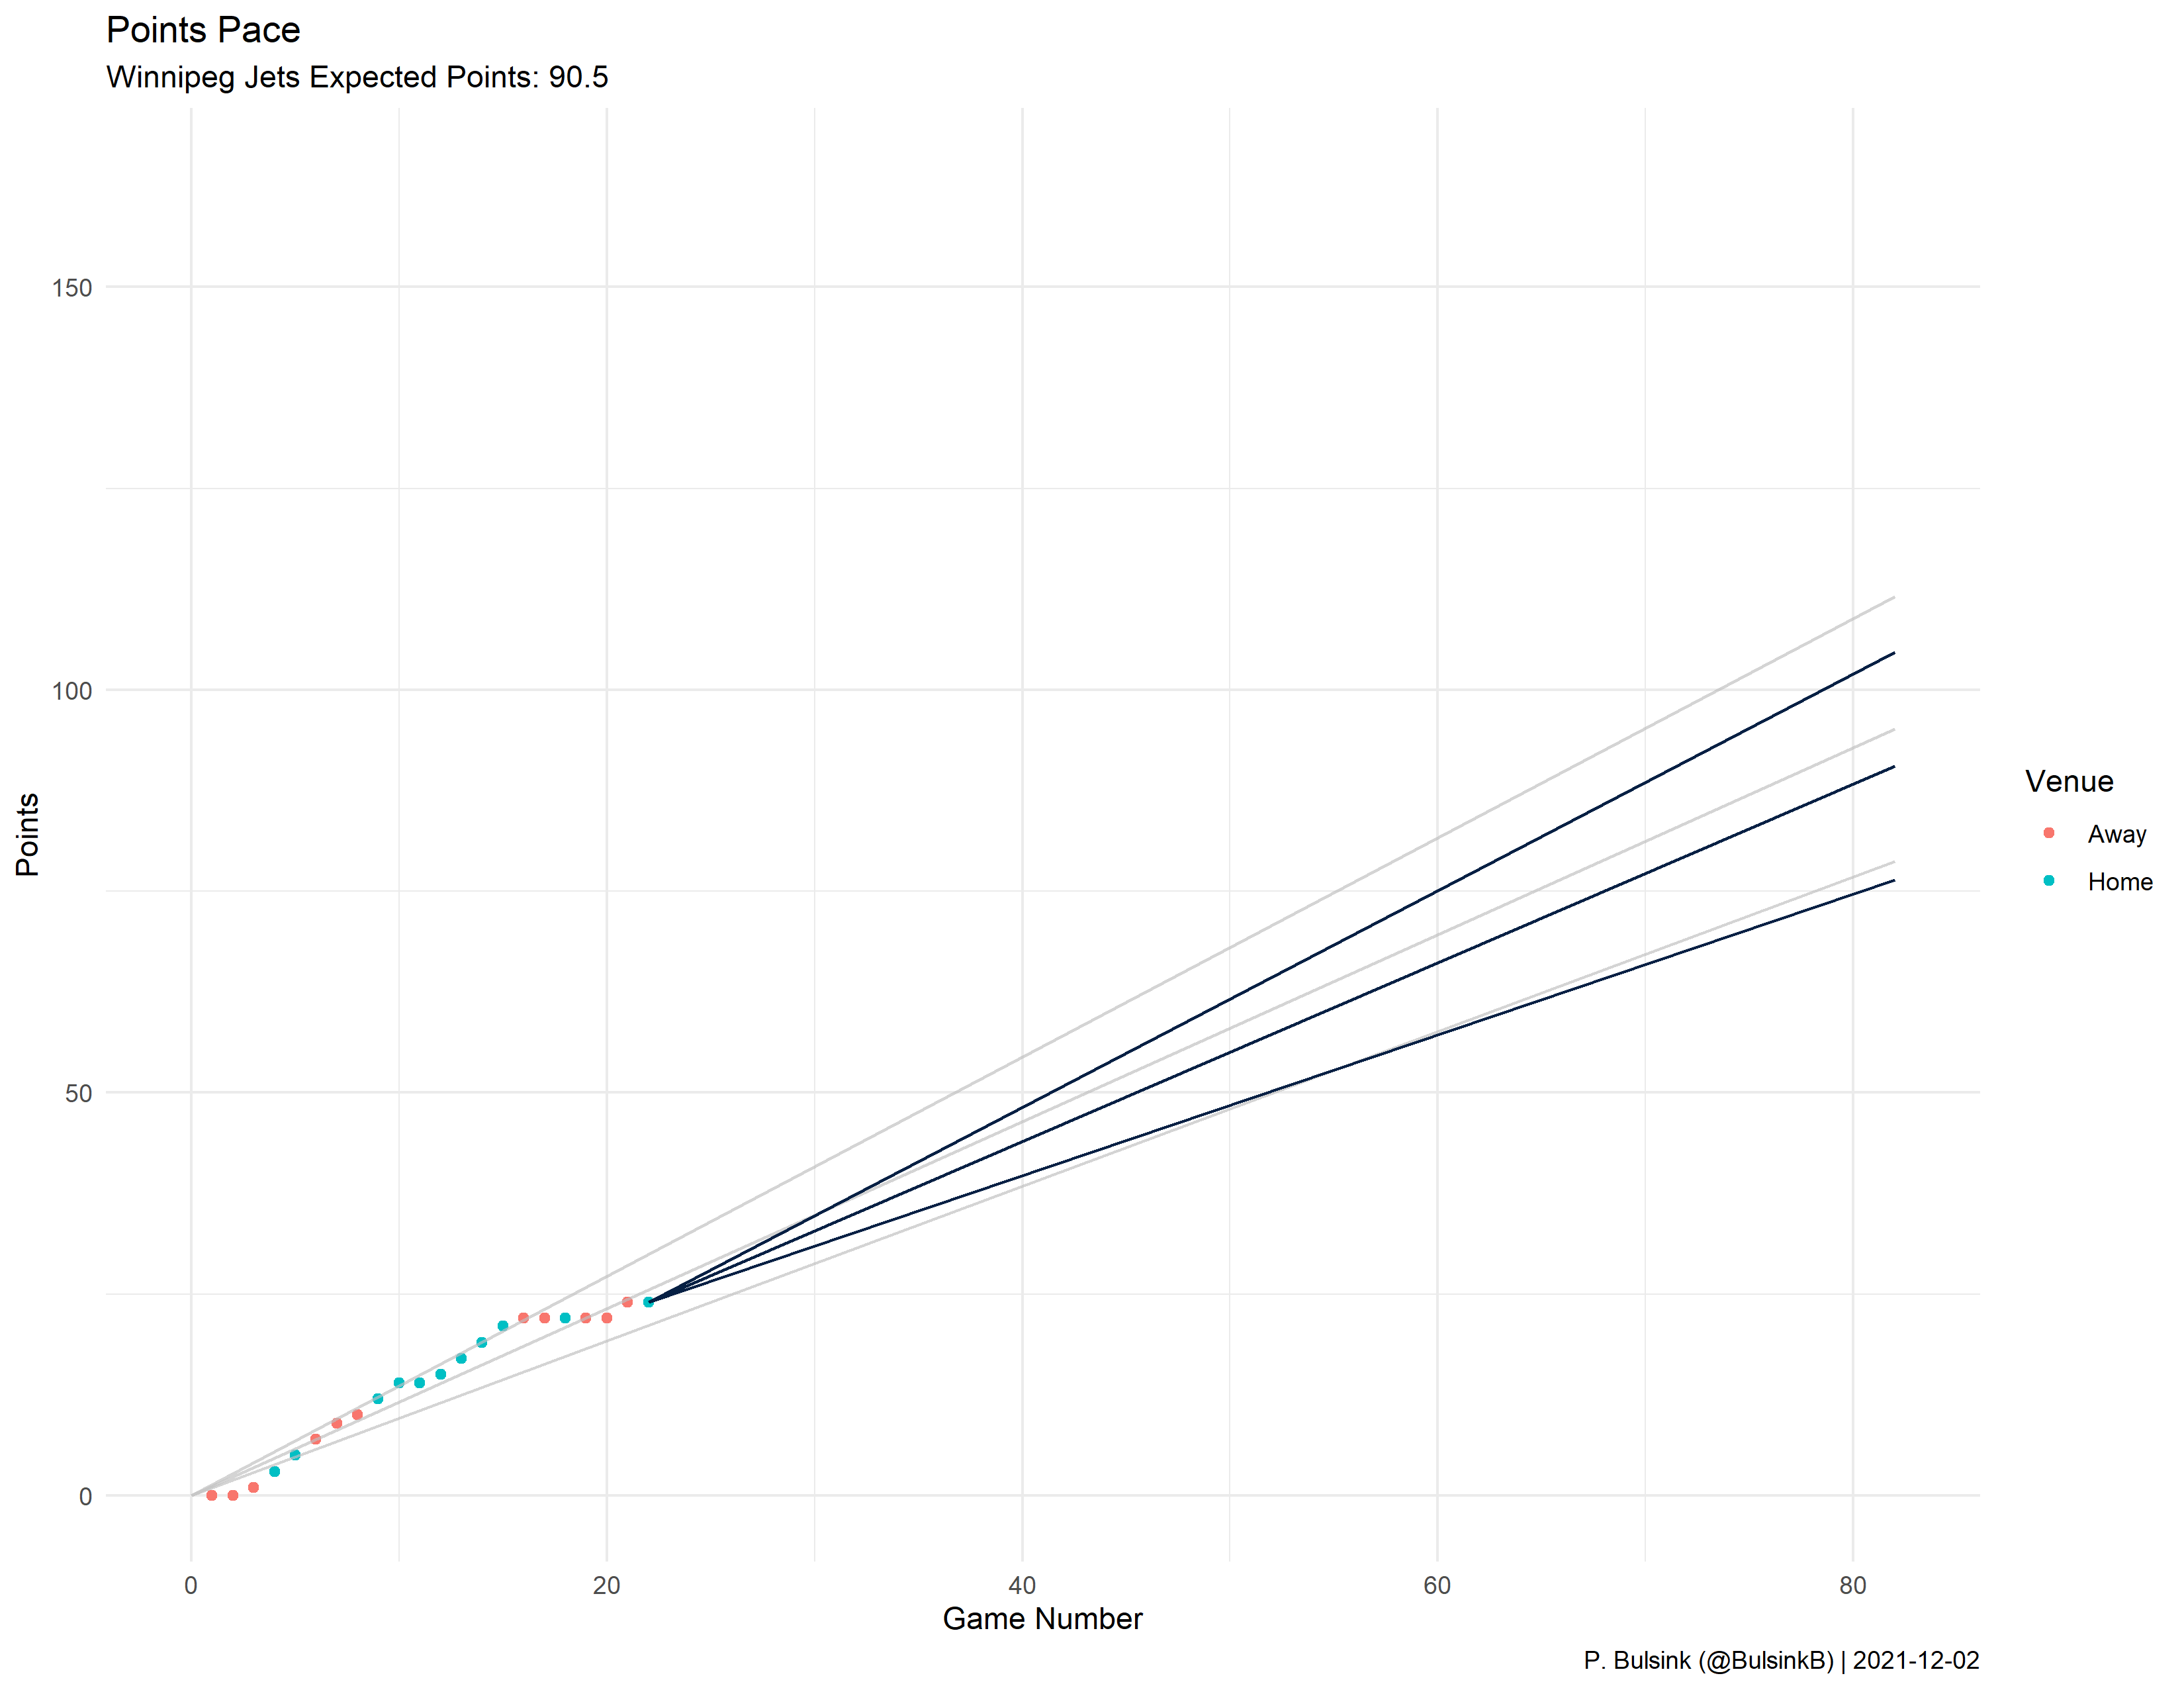 Points Pace
Winnipeg Jets Expected Points: 90.5
150
100
50
0
Points
0 20 40 60 80
Game Number
Venue
Away
Home
P. Bulsink (@BulsinkB) | 2021-12-02